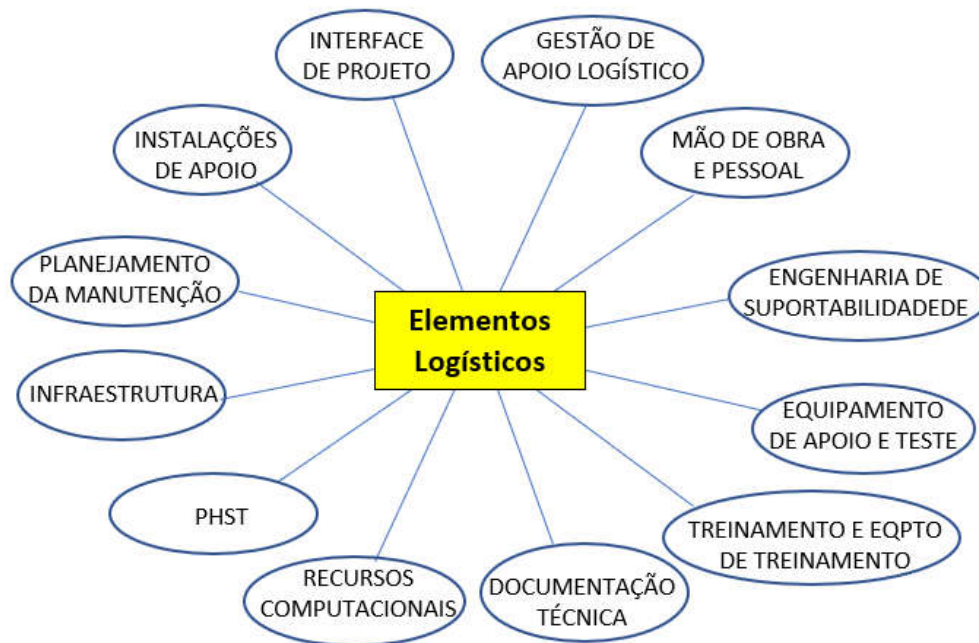 INTERFACE
DE PROJETO
GESTÃO DE
APOIO LOGÍSTICO
INSTALAÇÕES
DE APOIO
MÃO DE OBRA
E PESSOAL
PLANEJAMENTO
DA MANUTENÇÃO
ENGENHARIA DE
SUPORTABILIDADEDE
Elementos
Logísticos
INFRAESTRUTURA
EQUIPAMENTO
DE APOIO E TESTE
PHST
TREINAMENTO E EQPTO
DE TREINAMENTO
RECURSOS
COMPUTACIONAIS
DOCUMENTAÇÃO
TÉCNICA